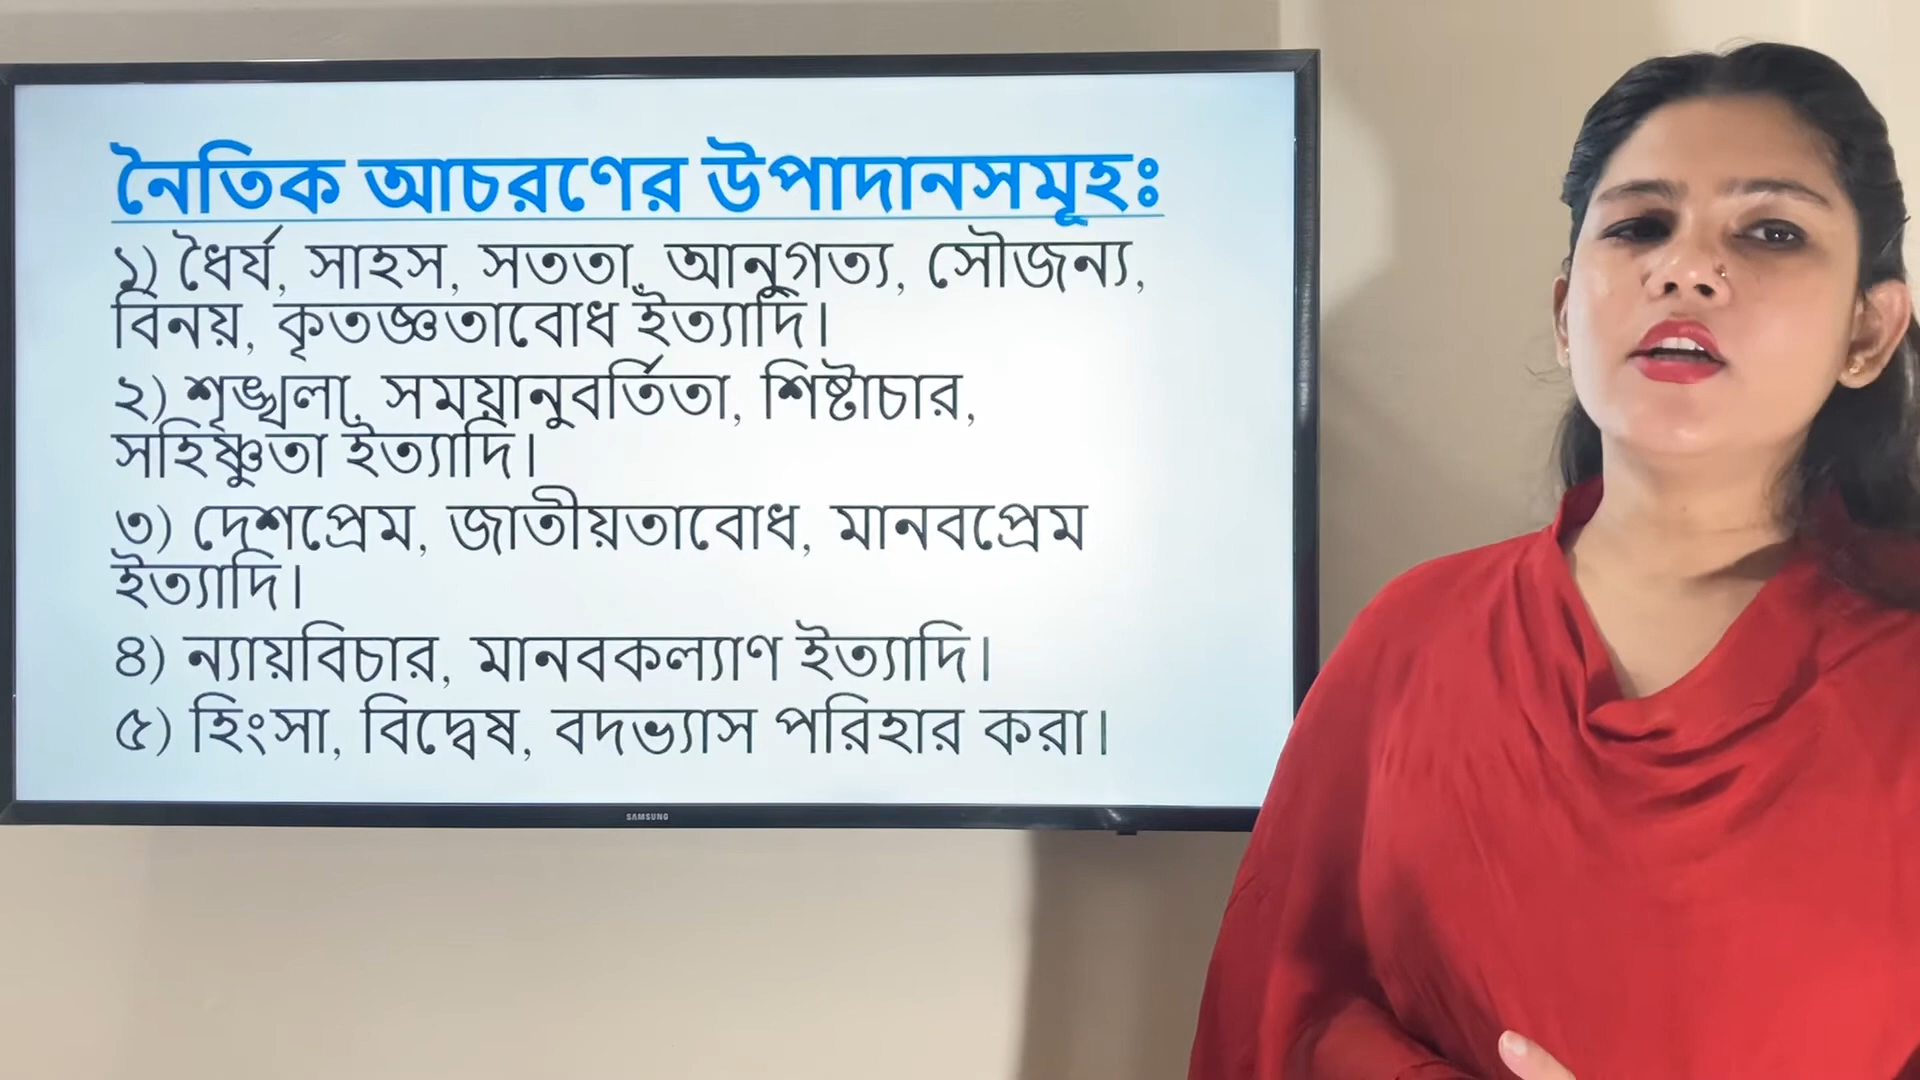 নৈতিক আচরণের উপাদানসমূহঃ
১) ধৈর্য, সাহস, সততা, আনুগত্য, সৌজন্য,
বিনয়, কৃতজ্ঞতাবোধ ইত্যাদি।
২) শৃঙ্খলা, সময়ানুবর্তিতা, শিষ্টাচার,
সহিষ্ণুতা ইত্যাদি।
৩) দেশপ্রেম, জাতীয়তাবোধ, মানবপ্রেম
ইত্যাদি।
৪) ন্যায়বিচার, মানবকল্যাণ ইত্যাদি।
৫) হিংসা, বিদ্বেষ, বদভ্যাস পরিহার করা।
SAMSUNG